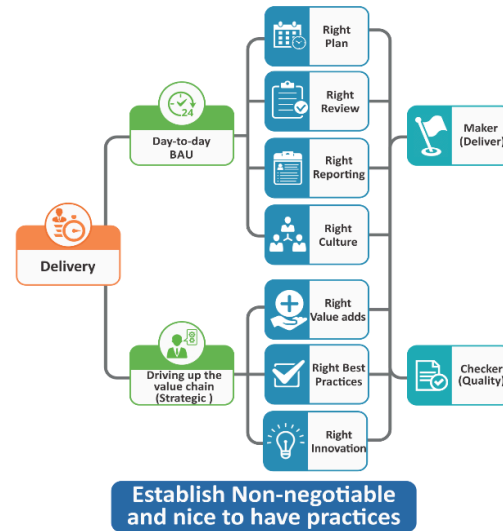 Delivery
24
Day-to-day
BAU
Driving up the
value chain
(Strategic )
Right
Plan
Right
Review
Right
Reporting
Right
Culture
Right
Value adds
Right Best
Practices
Right
Innovation
Maker
(Deliver)
Checker
(Quality)
Establish Non-negotiable
and nice to have practices